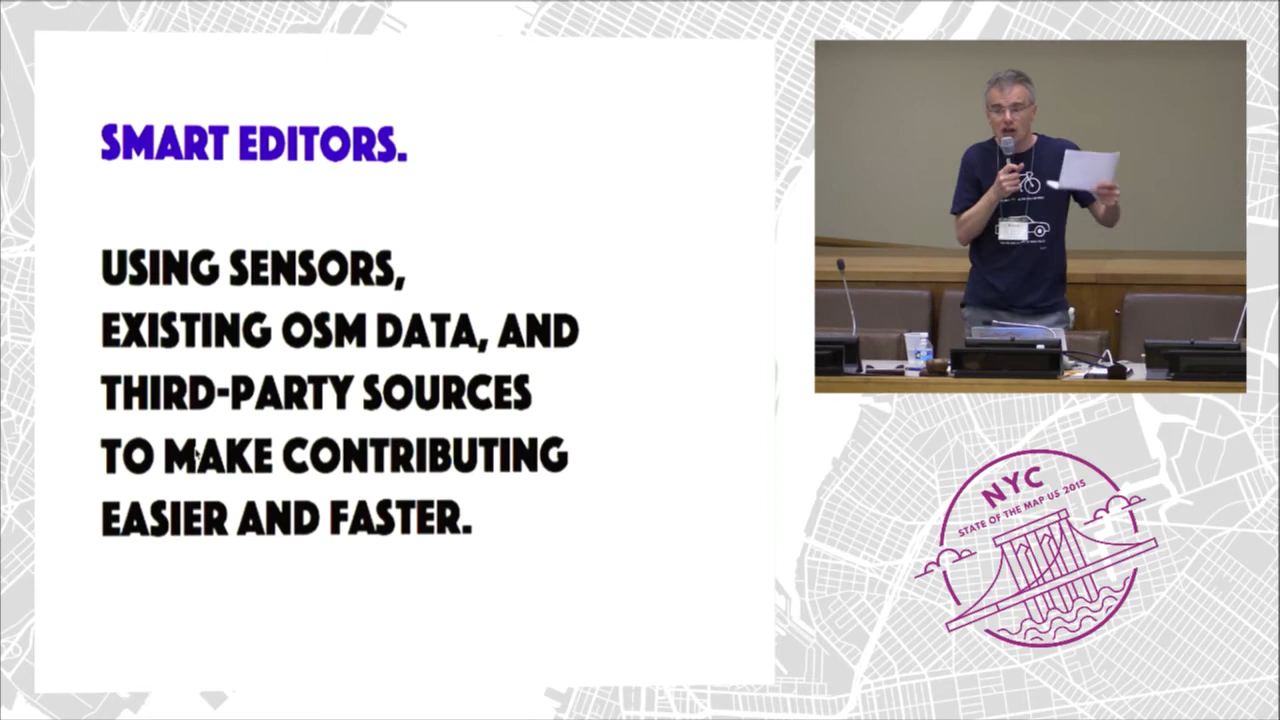 SMART EDITORS.
USING SENSORS,
EXISTING OSM DATA, AND
THIRD-PARTY SOURCES
TO MAKE CONTRIBUTING
EASIER AND FASTER.
NYC
STATE OF THE MAP US 2015